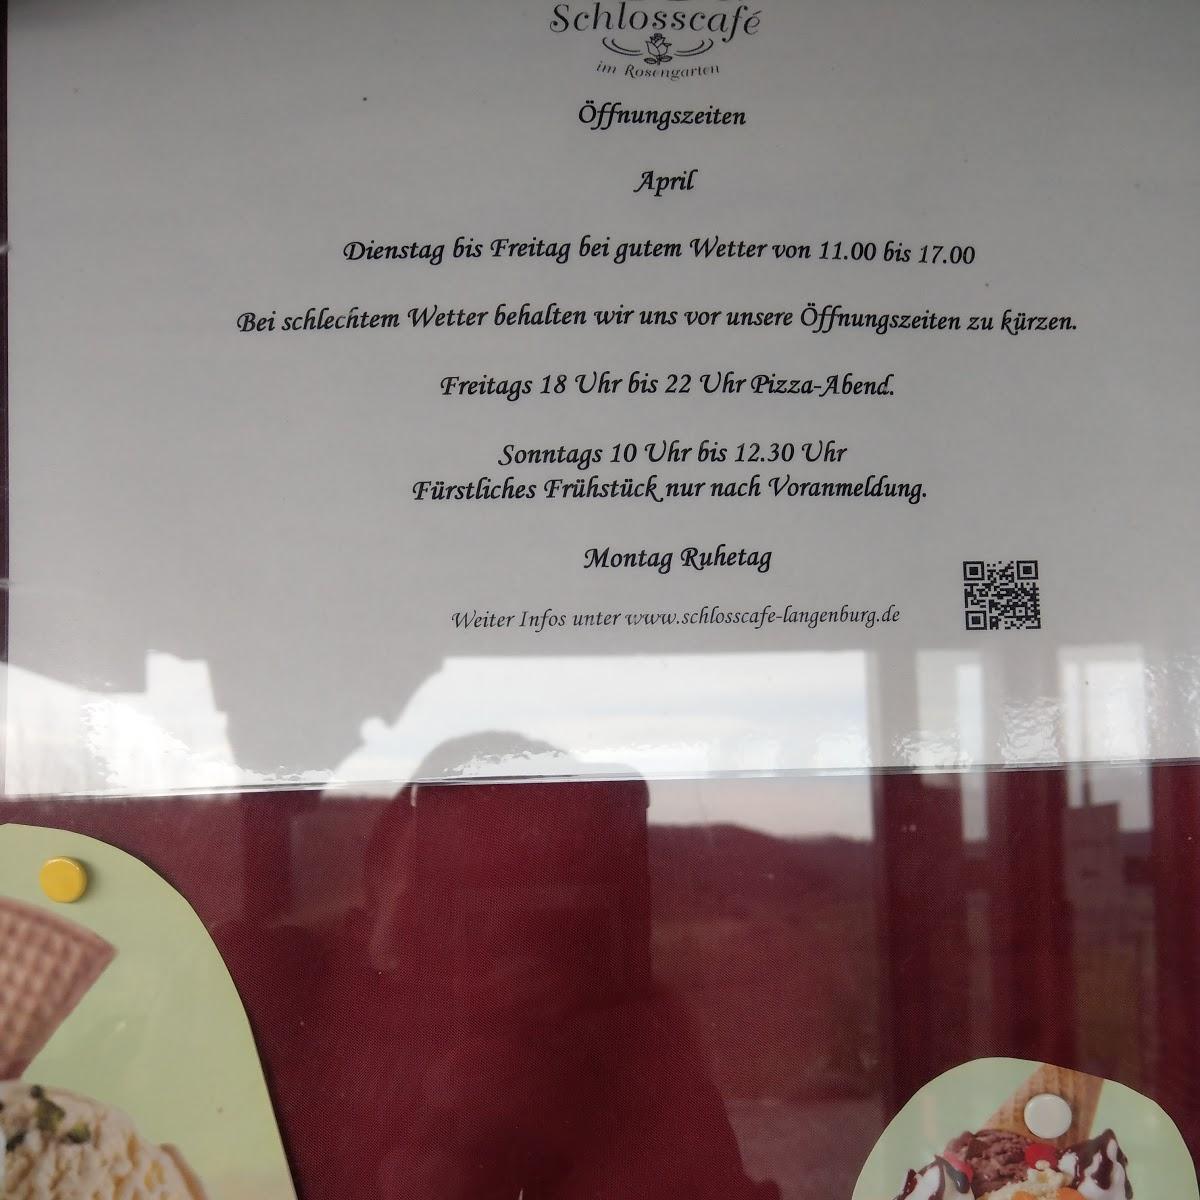 Schlosscafé
im Rosengarten
Öffnungszeiten
April
Dienstag bis Freitag bei gutem Wetter von 11.00 bis 17.00
Bei schlechtem Wetter behalten wir uns vor unsere Öffnungszeiten zu kürzen.
Freitags 18 Uhr bis 22 Uhr Pizza-Abend.
Sonntags 10 Uhr bis 12.30 Uhr
Fürstliches Frühstück nur nach Voranmeldung.
Montag Ruhetag
Weiter Infos unter www.schlosscafe-langenburg.de